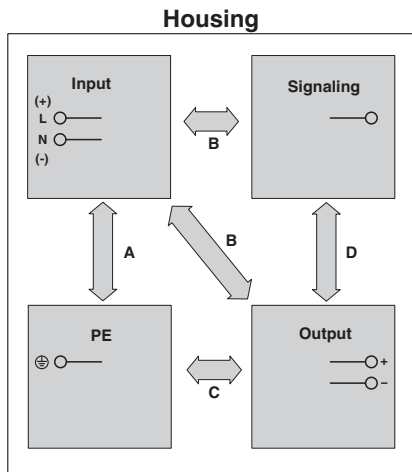 Housing
Input
(+)
L
N
(-)
Signaling
B
A
B
D
PE
C
Output
+
–